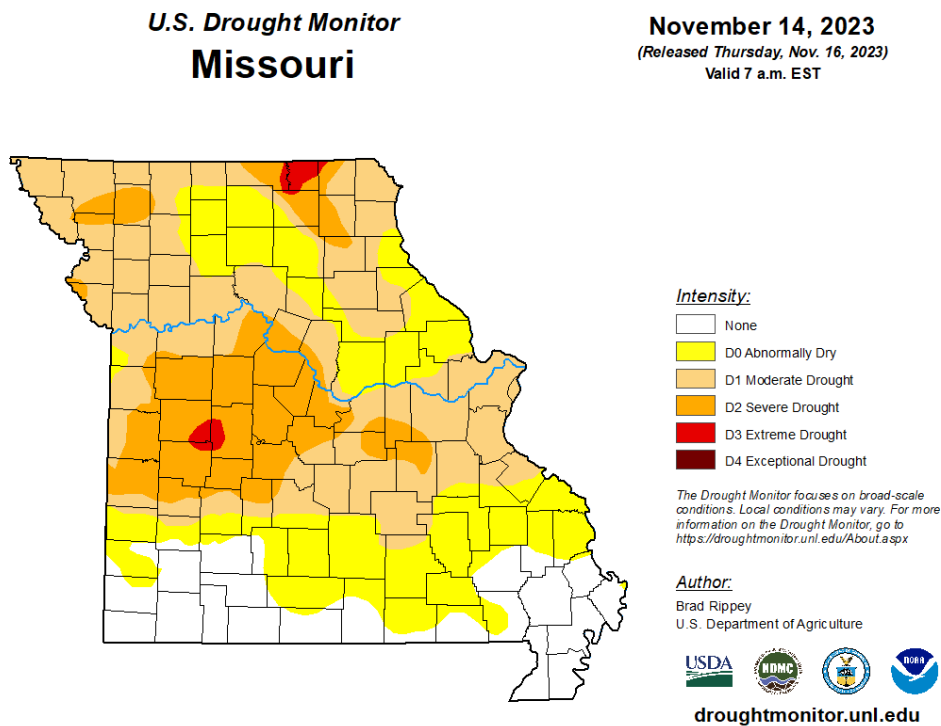 U.S. Drought Monitor
Missouri
November 14, 2023
(Released Thursday, Nov. 16, 2023)
Valid 7 a.m. EST
Intensity:
None
D0 Abnormally Dry
D1 Moderate Drought
D2 Severe Drought
D3 Extreme Drought
D4 Exceptional Drought
The Drought Monitor focuses on broad-scale
conditions. Local conditions may vary. For more
information on the Drought Monitor, go to
https://droughtmonitor.unl.edu/About.aspx
Author:
Brad Rippey
U.S. Department of Agriculture
USDA
NDMC
NOAA
droughtmonitor.unl.edu